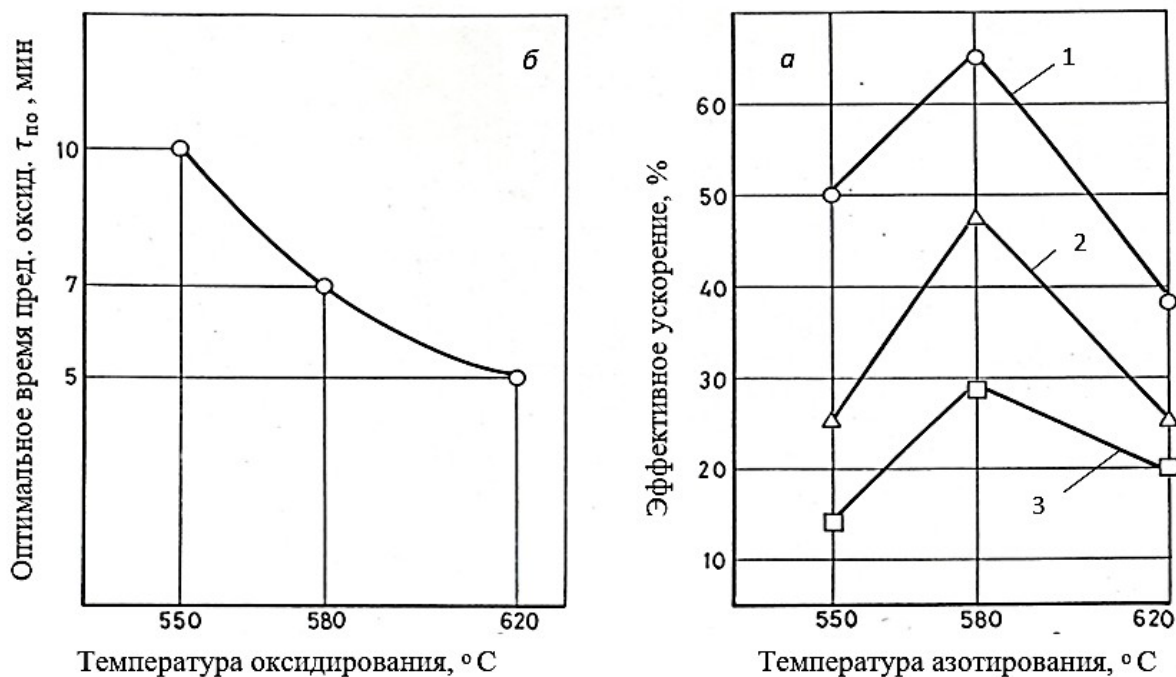 Оптимальное время пред. оксид. τпо , мин
б
10
7
5
550 580 620
Температура оксидирования, °C
Эффективное ускорение, %
а
60
50
40
30
20
10
1
2
3
550 580 620
Температура азотирования, °C